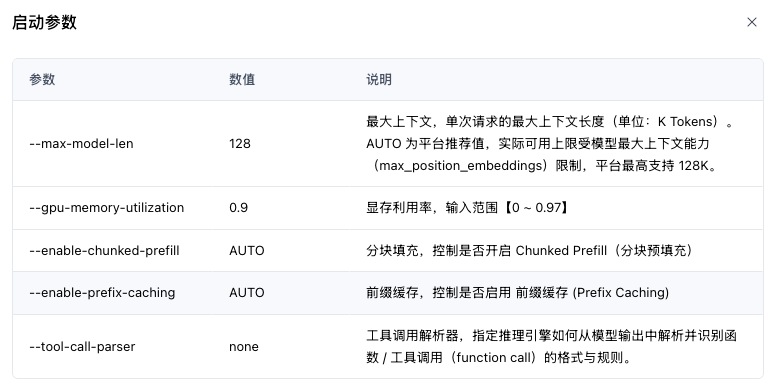 启动参数
参数 数值 说明
最大上下文，单次请求的最大上下文长度（单位：K Tokens）。
--max-model-len 128 AUTO 为平台推荐值，实际可用上限受模型最大上下文能力
（max_position_embeddings）限制，平台最高支持 128K。
--gpu-memory-utilization 0.9 显存利用率，输入范围【0 ~ 0.97】
--enable-chunked-prefill AUTO 分块填充，控制是否开启 Chunked Prefill（分块预填充）
--enable-prefix-caching AUTO 前缀缓存，控制是否启用 前缀缓存 (Prefix Caching)
--tool-call-parser none 工具调用解析器，指定推理引擎如何从模型输出中解析并识别函
数 / 工具调用（function call）的格式与规则。